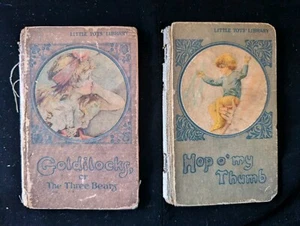 LITTLE TOTS LIBRARY
Goldilocks,
or
The Three Bears
LITTLE TOTS LIBRARY
Hop o' my
Thumb